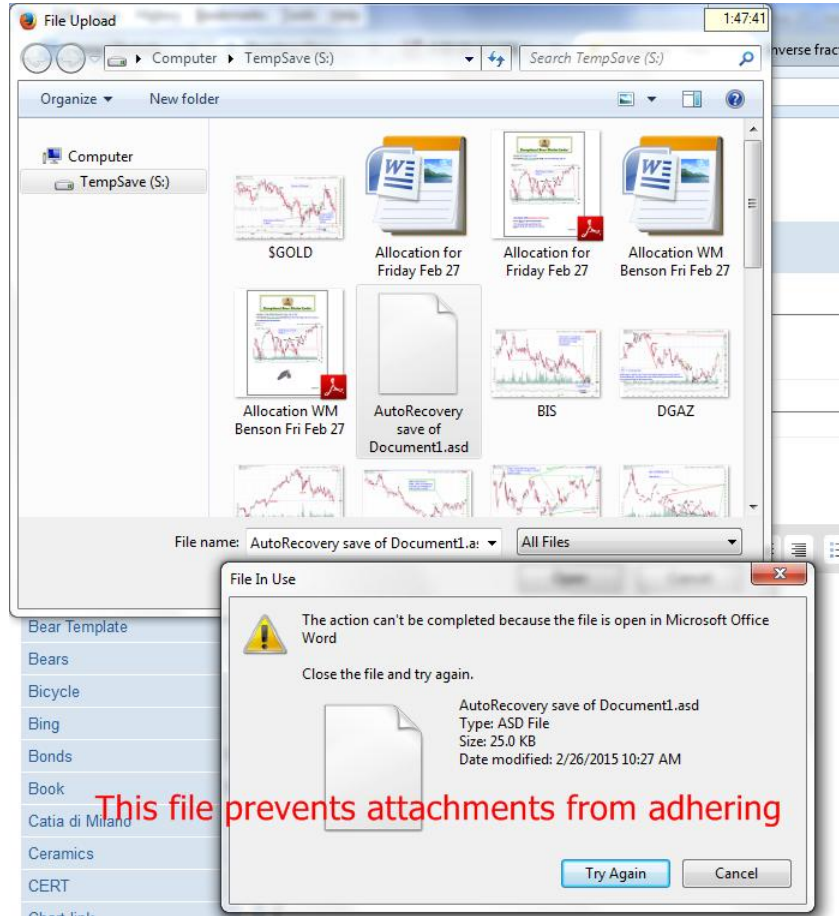 File Upload
1:47:41
Computer ▸ TempSave (S:)
Search TempSave (S:)
nverse frac
Organize
New folder
Computer
TempSave (S:)
$GOLD
Allocation for
Friday Feb 27
Allocation for
Friday Feb 27
Allocation WM
Benson Fri Feb 27
Allocation WM
Benson Fri Feb 27
AutoRecovery
save of
Document1.asd
BIS
DGAZ
File name:
AutoRecovery save of Document1.a
All Files
File In Use
The action can't be completed because the file is open in Microsoft Office
Word
Close the file and try again.
AutoRecovery save of Document1.asd
Type: ASD File
Size: 25.0 KB
Date modified: 2/26/2015 10:27 AM
This file prevents attachments from adhering
Try Again
Cancel
Bear Template
Bears
Bicycle
Bing
Bonds
Book
Catia di Milano
Ceramics
CERT